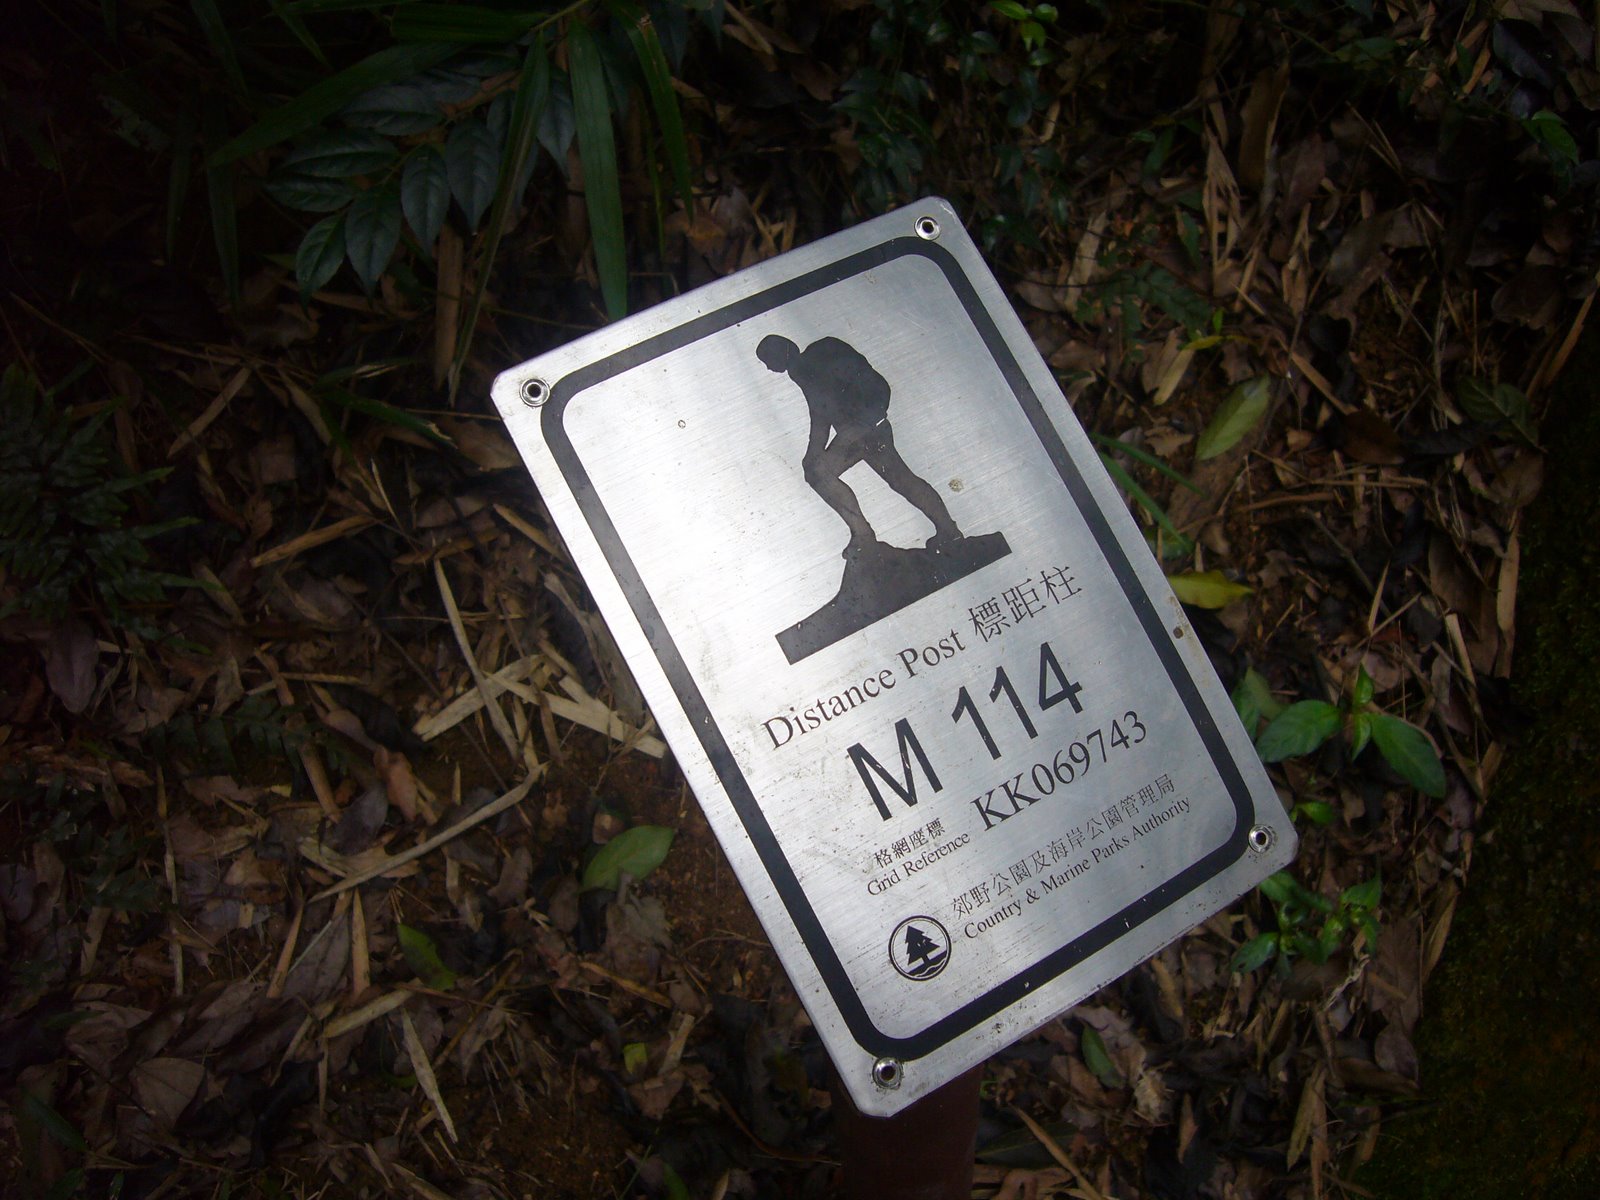 Distance Post 標距柱
M 114
格網座標
Grid Reference KK069743
郊野公園及海岸公園管理局
Country & Marine Parks Authority